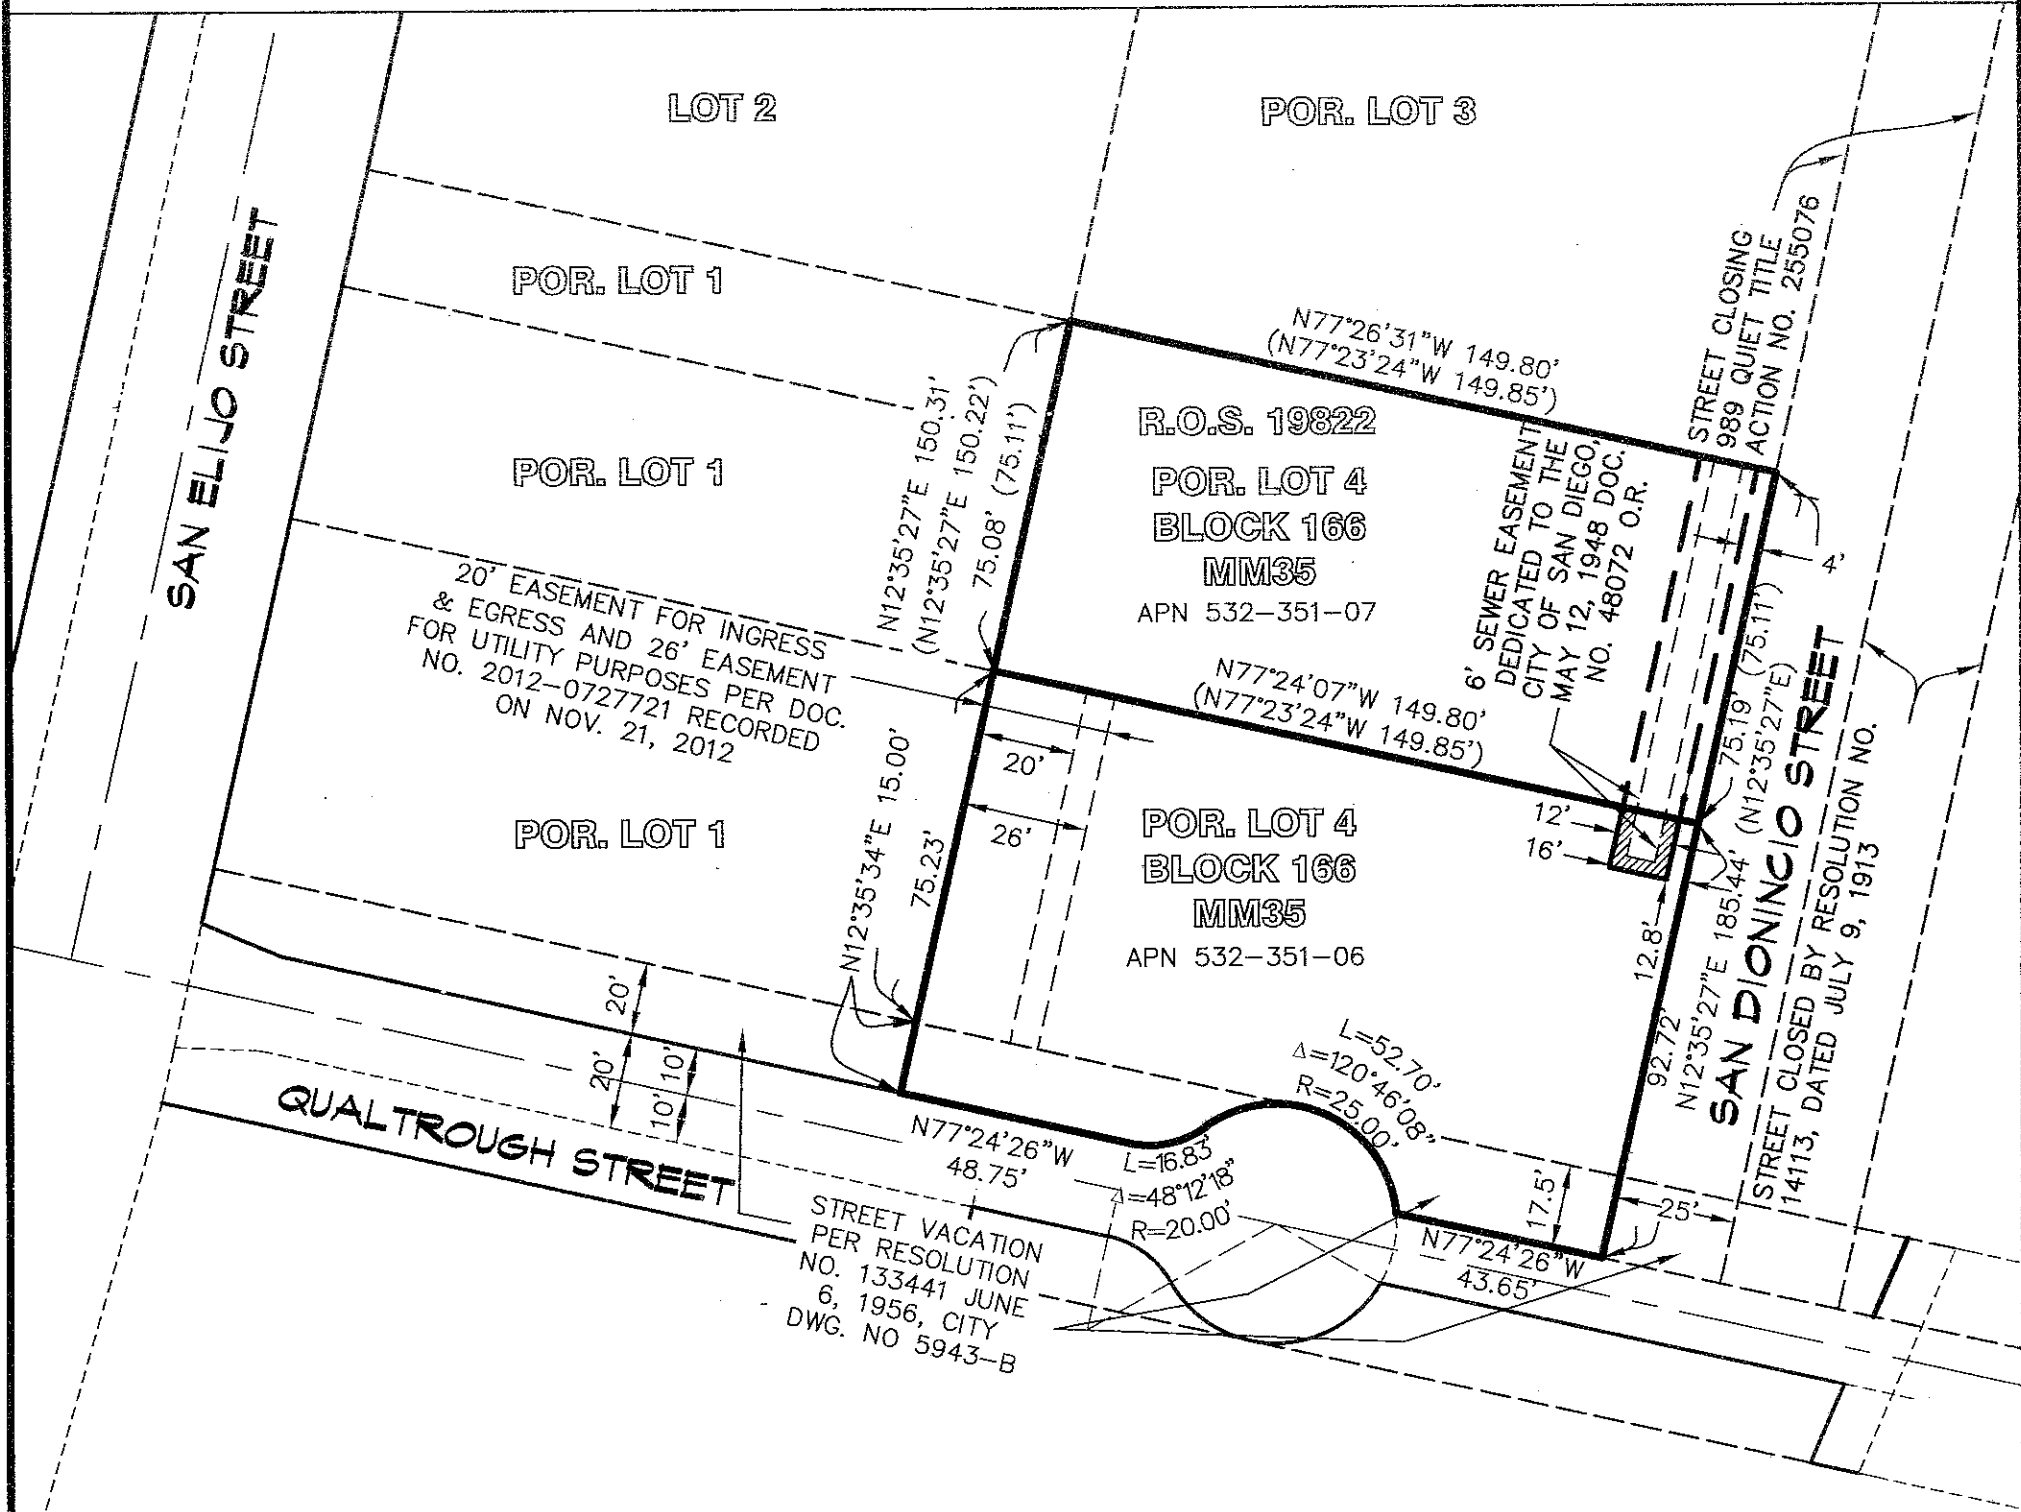 LOT 2
POR. LOT 3
SAN ELIJO STREET
POR. LOT 1
POR. LOT 1
20' EASEMENT FOR INGRESS
& EGRESS AND 26' EASEMENT
FOR UTILITY PURPOSES PER DOC.
NO. 2012-0727721 RECORDED
ON NOV. 21, 2012
POR. LOT 1
N12°35'27"E 150.31'
(N12°35'27"E 150.22')
75.08' (75.11')
N77°26'31"W 149.80'
(N77°23'24"W 149.85')
R.O.S. 19822
POR. LOT 4
BLOCK 166
MM35
APN 532-351-07
6' SEWER EASEMENT
DEDICATED TO THE
CITY OF SAN DIEGO,
MAY 12, 1948 DOC.
NO. 48072 O.R.
STREET CLOSING
989 QUIET TITLE
ACTION NO. 255076
4'
75.19' (75.11')
(N12°35'27"E)
N77°24'07"W 149.80'
(N77°23'24"W 149.85')
20'
26'
N12°35'34"E 15.00'
75.23'
POR. LOT 4
BLOCK 166
MM35
APN 532-351-06
12'
16'
12.8'
92.72'
N12°35'27"E 185.44'
SAN DIONINCIO STREET
STREET CLOSED BY RESOLUTION NO.
14113, DATED JULY 9, 1913
20'
20'
10'
10'
QUALTROUGH STREET
N77°24'26"W
48.75'
L=16.83'
Δ=48°12'18"
R=20.00'
L=52.70'
Δ=120°46'08"
R=25.00'
17.5'
25'
N77°24'26"W
43.65'
STREET VACATION
PER RESOLUTION
NO. 133441 JUNE
6, 1956, CITY
DWG. NO 5943-B